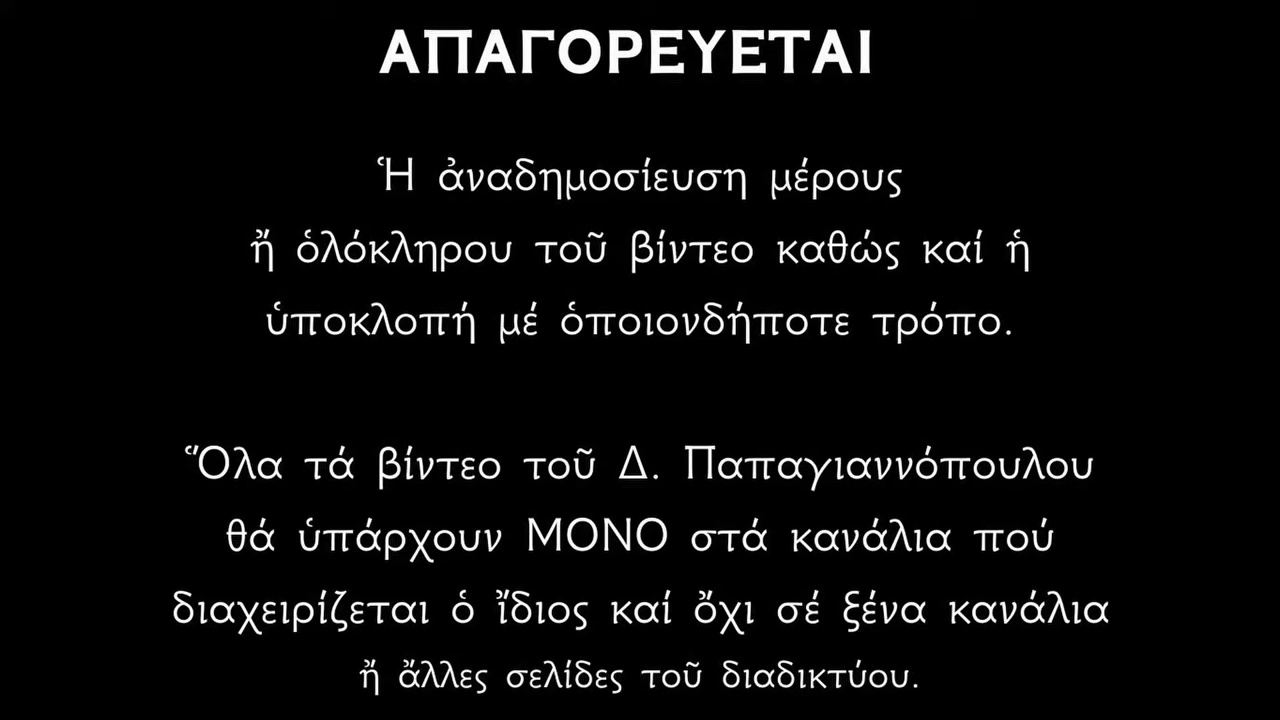 ΑΠΑΓΟΡΕΥΕΤΑΙ
Ἡ ἀναδημοσίευση μέρους
ἤ ὁλόκληρου τοῦ βίντεο καθώς καί ἡ
ὑποκλοπή μέ ὁποιονδήποτε τρόπο.
Ὅλα τά βίντεο τοῦ Δ. Παπαγιαννόπουλου
θά ὑπάρχουν ΜΟΝΟ στά κανάλια πού
διαχειρίζεται ὁ ἴδιος καί ὄχι σέ ξένα κανάλια
ἤ ἄλλες σελίδες τοῦ διαδικτύου.